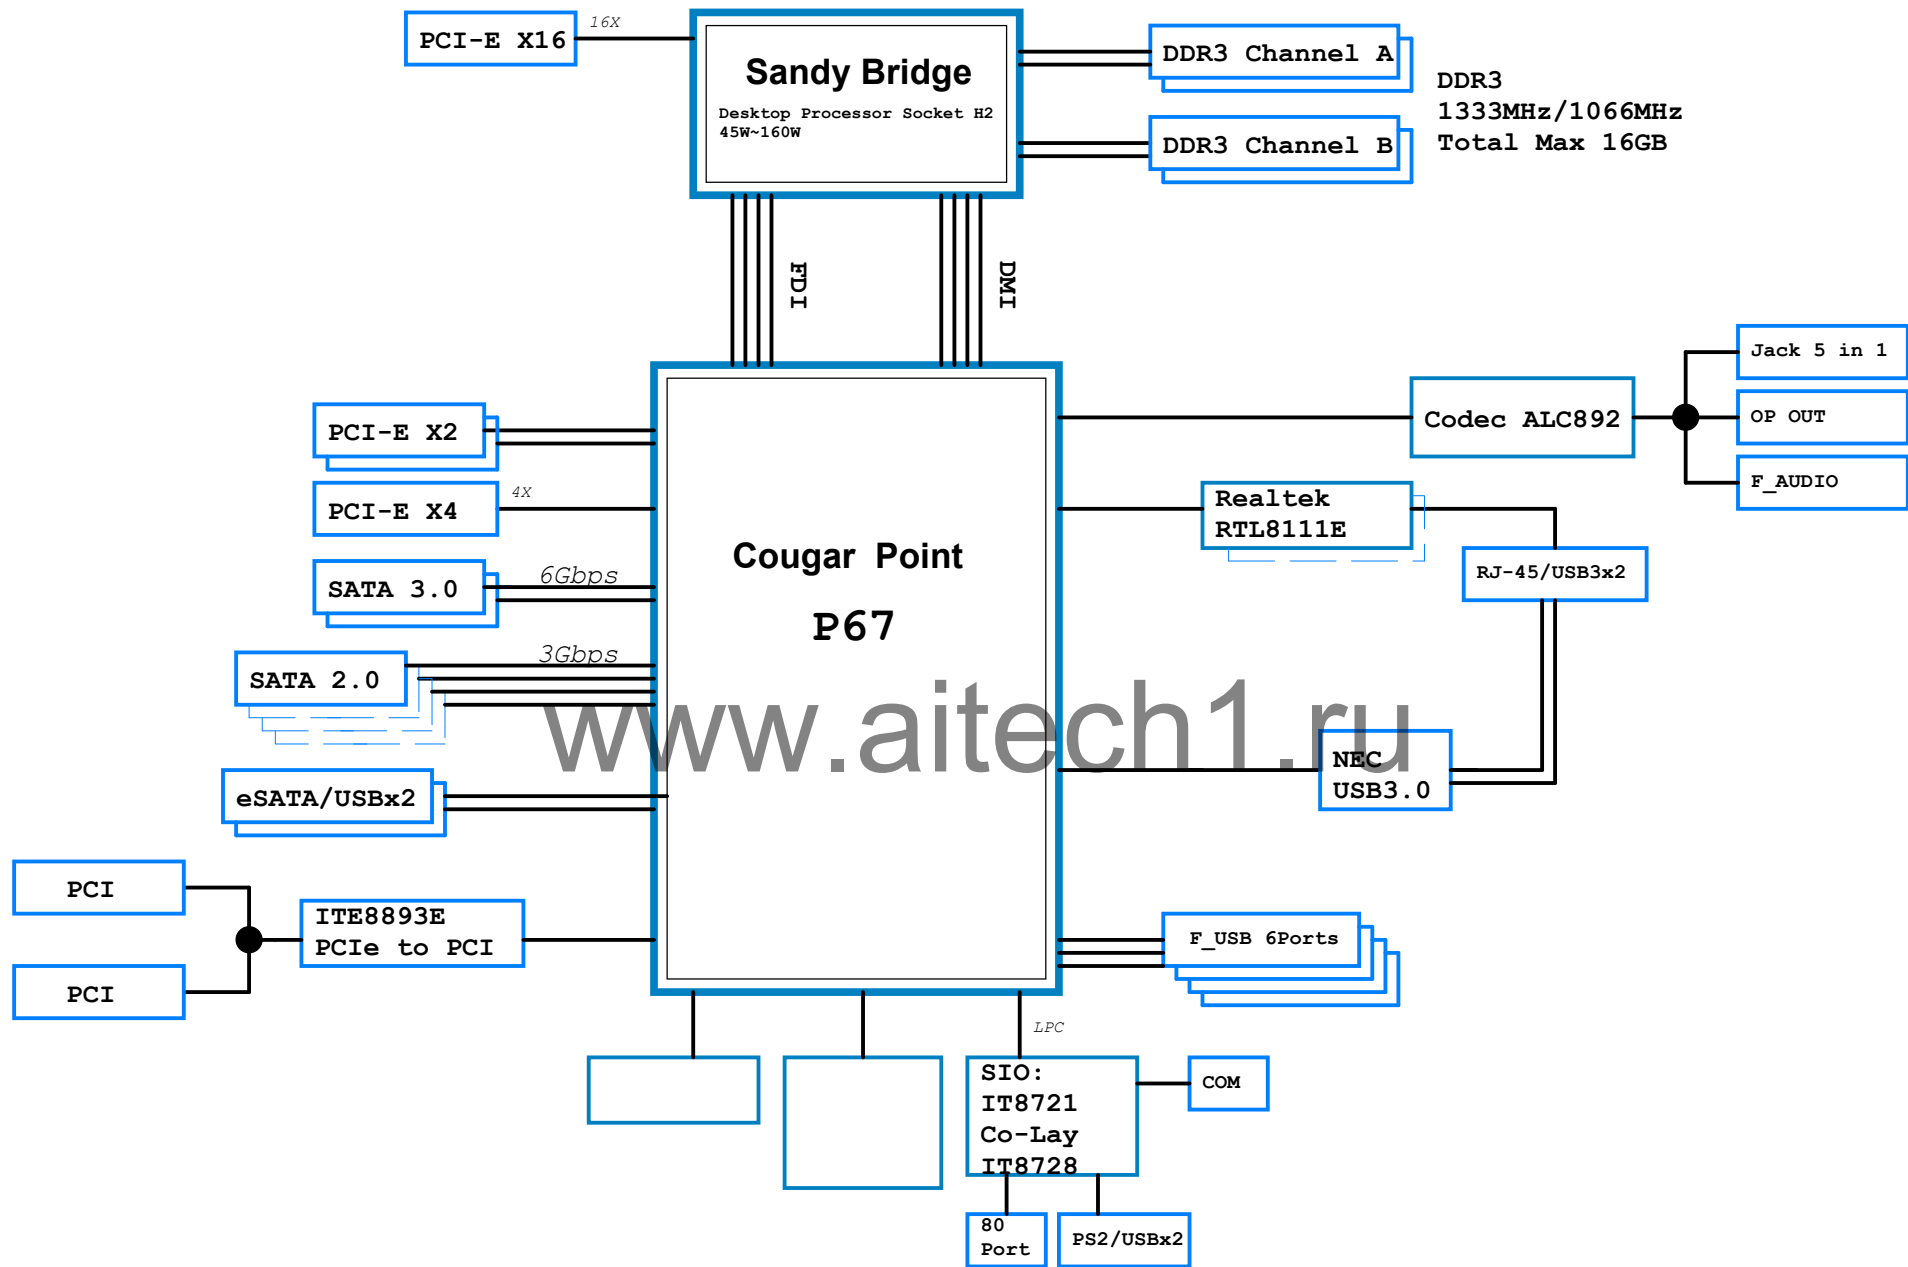 PCI-E X16
16X
Sandy Bridge
Desktop Processor Socket H2
45W~160W
DDR3 Channel A
DDR3 Channel B
DDR3
1333MHz/1066MHz
Total Max 16GB
FDI
DMI
PCI-E X2
PCI-E X4
4X
SATA 3.0
6Gbps
SATA 2.0
3Gbps
eSATA/USBx2
PCI
PCI
ITE8893E
PCIe to PCI
Cougar Point
P67
Codec ALC892
Jack 5 in 1
OP OUT
F_AUDIO
Realtek
RTL8111E
RJ-45/USB3x2
NEC
USB3.0
www.aitech1.ru
F_USB 6Ports
LPC
SIO:
IT8721
Co-Lay
IT8728
COM
80
Port
PS2/USBx2